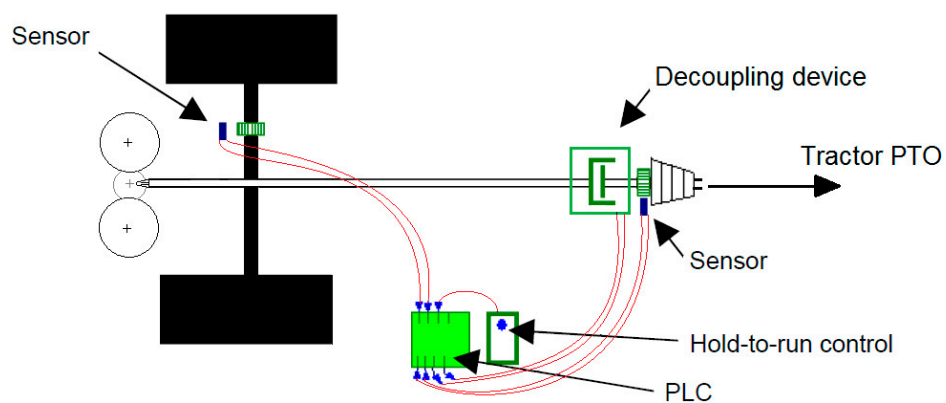 Sensor
Decoupling device
Tractor PTO
Sensor
Hold-to-run control
PLC